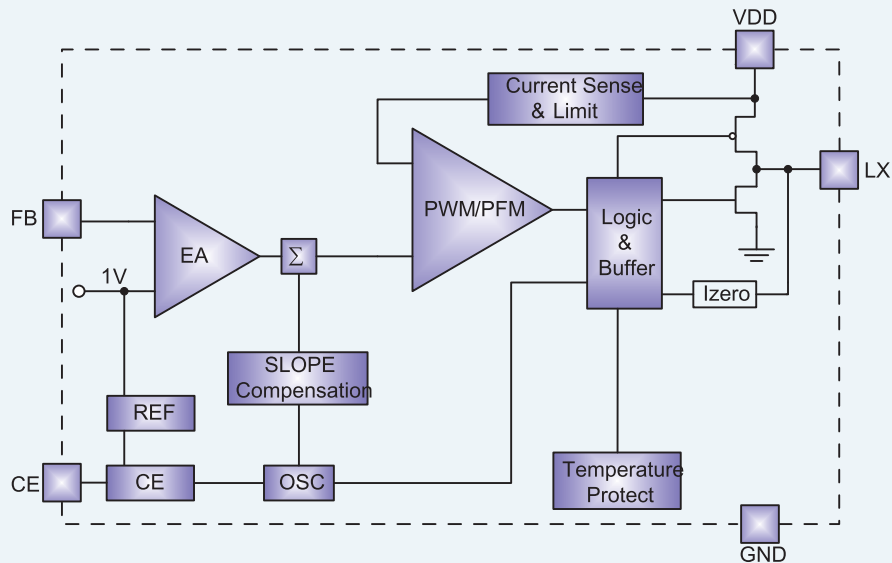 VDD
Current Sense
& Limit
LX
FB
EA
Σ
PWM/PFM
Logic
&
Buffer
1V
Izero
SLOPE
Compensation
REF
CE
CE
OSC
Temperature
Protect
GND